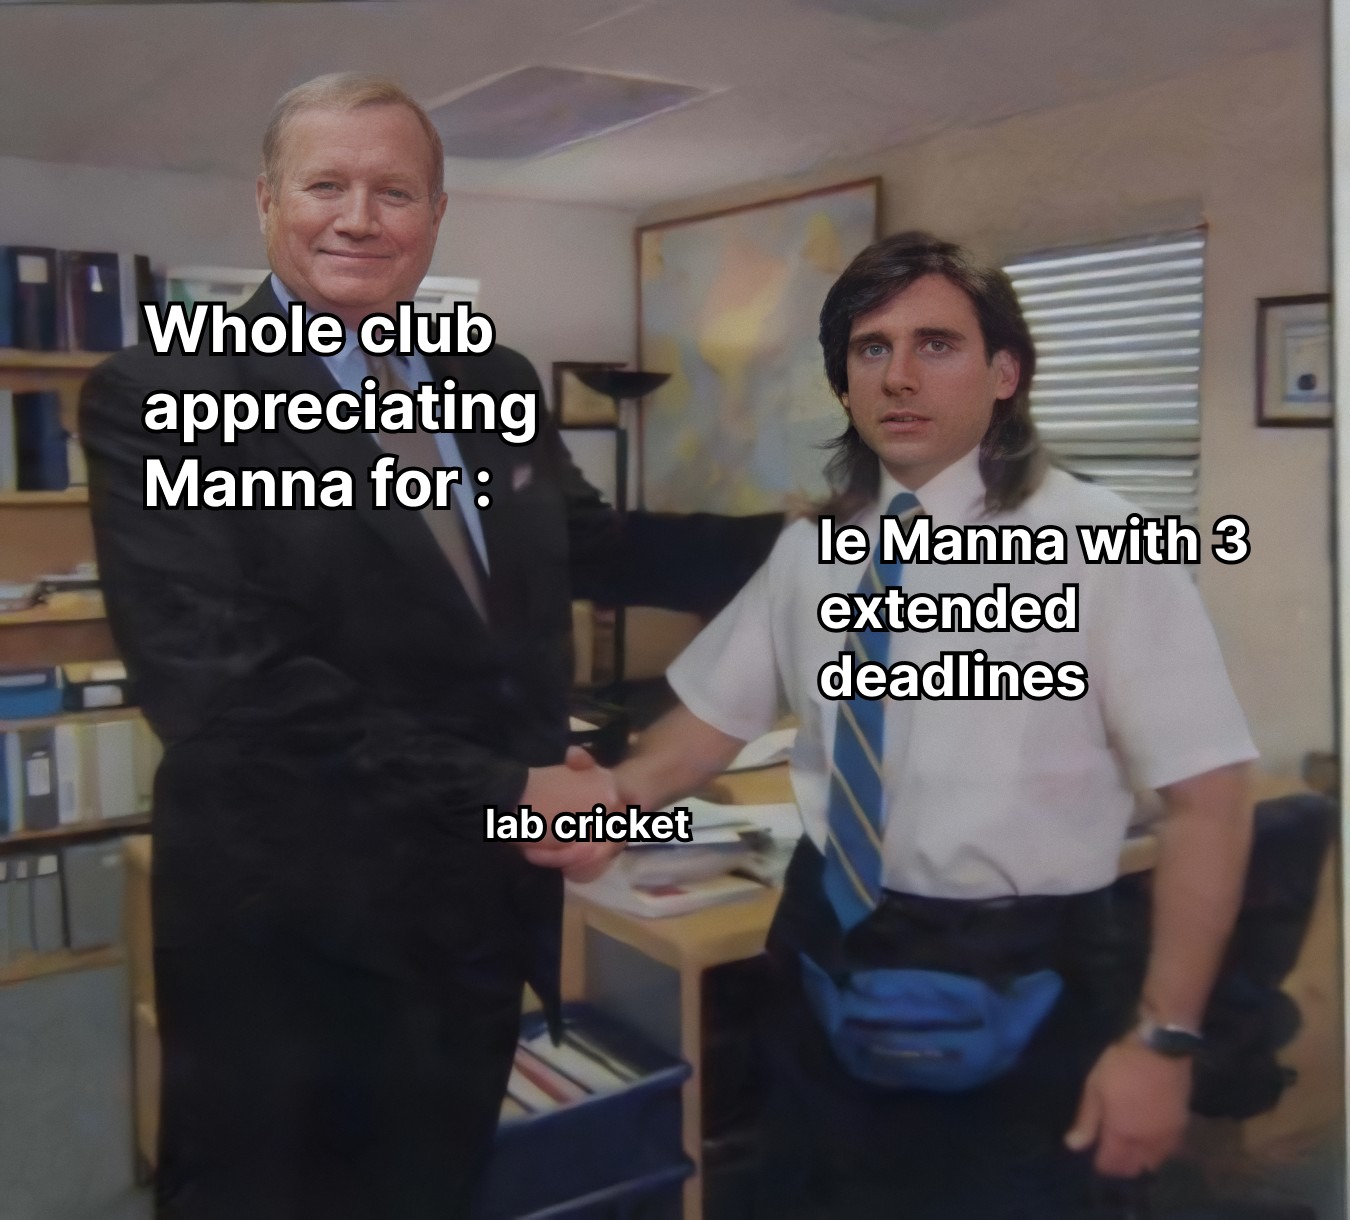 Whole club
appreciating
Manna for :
le Manna with 3
extended
deadlines
lab cricket